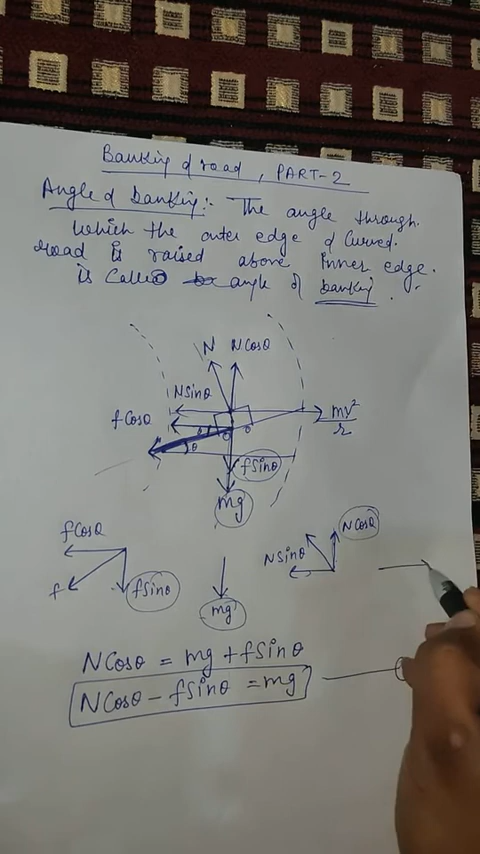 Banking of road, PART-2
Angle of banking:- The angle through
which the outer edge of curved
road is raised above inner edge.
is called angle of banking.
N NCosθ
NSinθ
fCosθ
mv²/r
θ θ
θ
fSinθ
mg
NCosθ
fCosθ
NSinθ
f fSinθ
mg
NCosθ = mg + fSinθ
NCosθ - fSinθ = mg